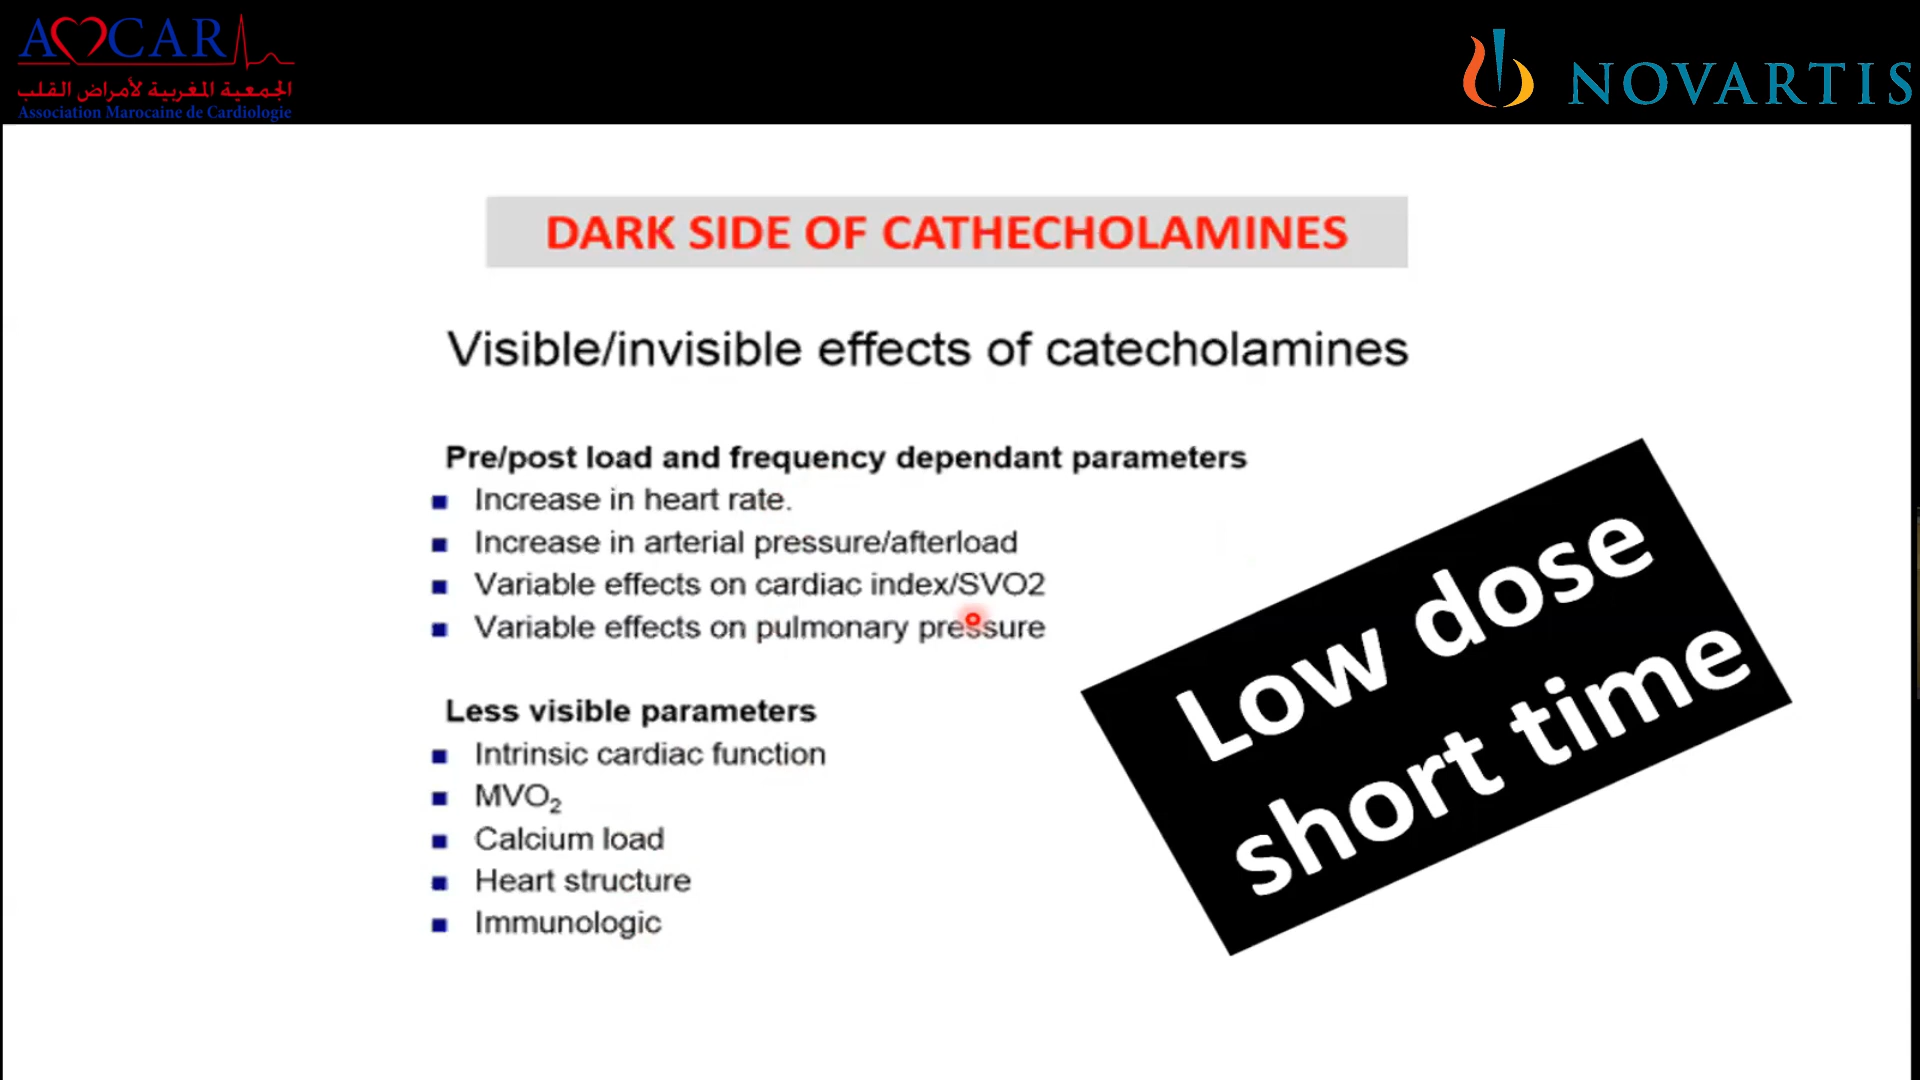 AMCAR
الجمعية المغربية لأمراض القلب
Association Marocaine de Cardiologie
NOVARTIS
DARK SIDE OF CATHECHOLAMINES
Visible/invisible effects of catecholamines
Pre/post load and frequency dependant parameters
Increase in heart rate.
Increase in arterial pressure/afterload
Variable effects on cardiac index/SVO2
Variable effects on pulmonary pressure
Less visible parameters
Intrinsic cardiac function
MVO₂
Calcium load
Heart structure
Immunologic
Low dose
short time